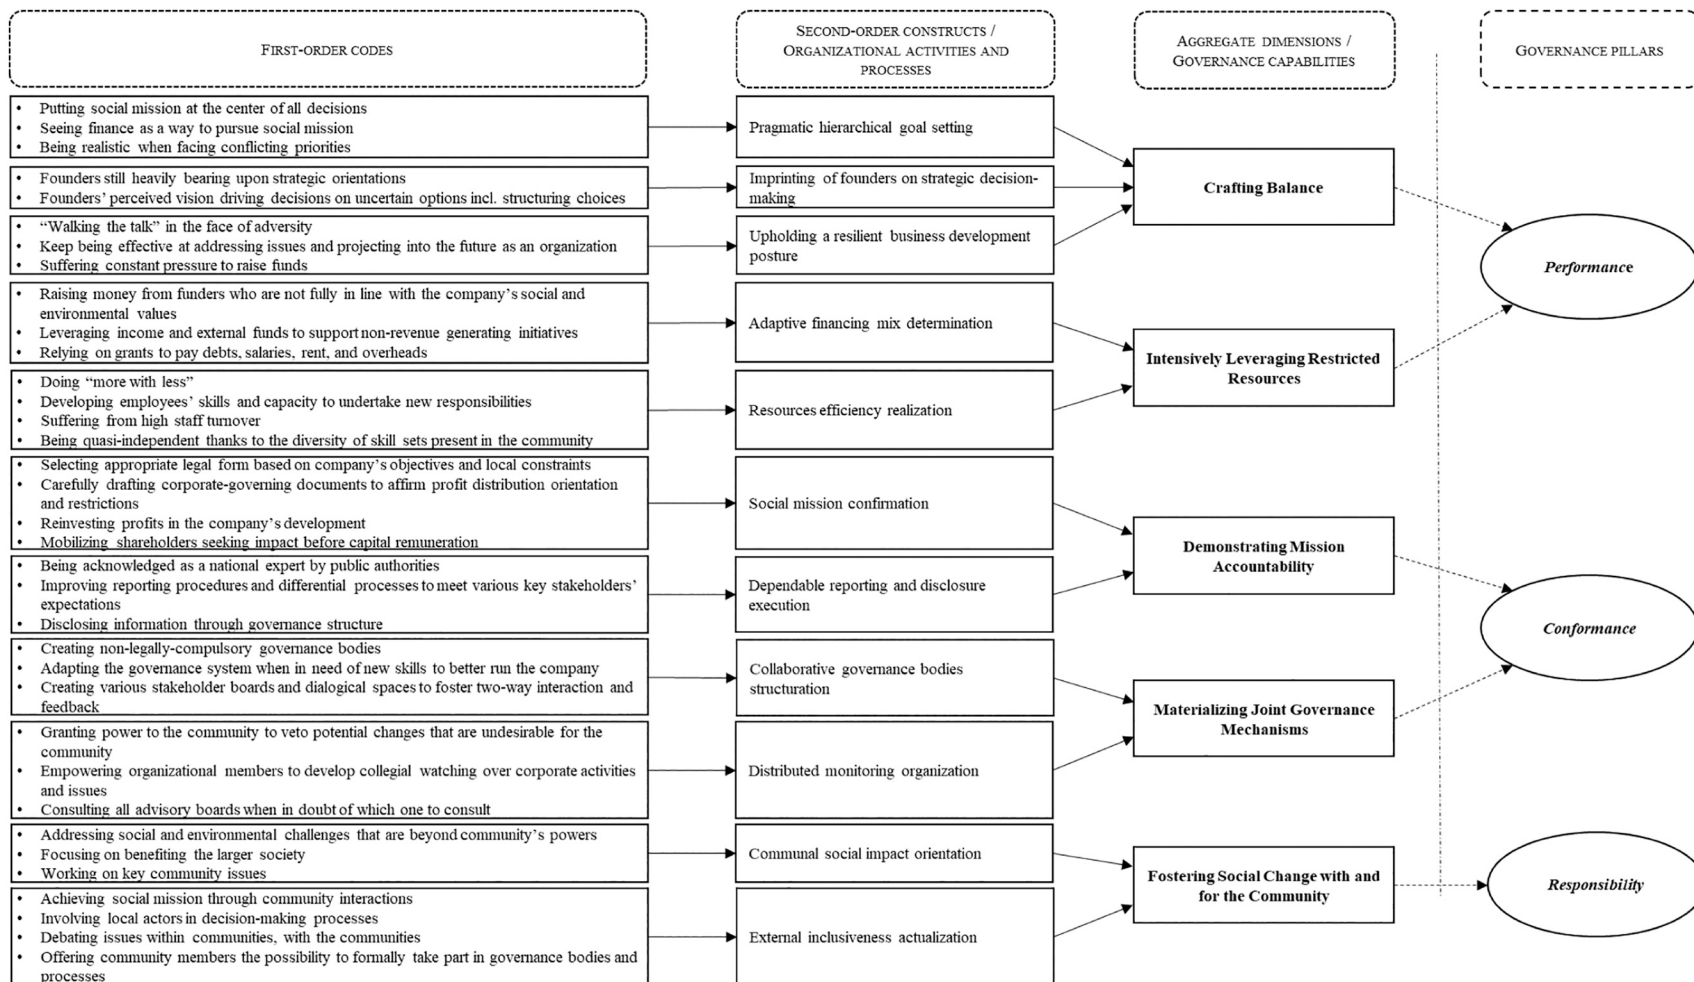 FIRST-ORDER CODES
SECOND-ORDER CONSTRUCTS /
ORGANIZATIONAL ACTIVITIES AND
PROCESSES
AGGREGATE DIMENSIONS /
GOVERNANCE CAPABILITIES
GOVERNANCE PILLARS
• Putting social mission at the center of all decisions
• Seeing finance as a way to pursue social mission
• Being realistic when facing conflicting priorities
Pragmatic hierarchical goal setting
• Founders still heavily bearing upon strategic orientations
• Founders' perceived vision driving decisions on uncertain options incl. structuring choices
Imprinting of founders on strategic decision-
making
• “Walking the talk” in the face of adversity
• Keep being effective at addressing issues and projecting into the future as an organization
• Suffering constant pressure to raise funds
Upholding a resilient business development
posture
Crafting Balance
• Raising money from funders who are not fully in line with the company's social and
environmental values
• Leveraging income and external funds to support non-revenue generating initiatives
• Relying on grants to pay debts, salaries, rent, and overheads
Adaptive financing mix determination
• Doing “more with less”
• Developing employees' skills and capacity to undertake new responsibilities
• Suffering from high staff turnover
• Being quasi-independent thanks to the diversity of skill sets present in the community
Resources efficiency realization
Intensively Leveraging Restricted
Resources
Performance
• Selecting appropriate legal form based on company's objectives and local constraints
• Carefully drafting corporate-governing documents to affirm profit distribution orientation
and restrictions
• Reinvesting profits in the company's development
• Mobilizing shareholders seeking impact before capital remuneration
Social mission confirmation
• Being acknowledged as a national expert by public authorities
• Improving reporting procedures and differential processes to meet various key stakeholders'
expectations
• Disclosing information through governance structure
Dependable reporting and disclosure
execution
Demonstrating Mission
Accountability
• Creating non-legally-compulsory governance bodies
• Adapting the governance system when in need of new skills to better run the company
• Creating various stakeholder boards and dialogical spaces to foster two-way interaction and
feedback
Collaborative governance bodies
structuration
• Granting power to the community to veto potential changes that are undesirable for the
community
• Empowering organizational members to develop collegial watching over corporate activities
and issues
• Consulting all advisory boards when in doubt of which one to consult
Distributed monitoring organization
Materializing Joint Governance
Mechanisms
Conformance
• Addressing social and environmental challenges that are beyond community's powers
• Focusing on benefiting the larger society
• Working on key community issues
Communal social impact orientation
• Achieving social mission through community interactions
• Involving local actors in decision-making processes
• Debating issues within communities, with the communities
• Offering community members the possibility to formally take part in governance bodies and
processes
External inclusiveness actualization
Fostering Social Change with and
for the Community
Responsibility